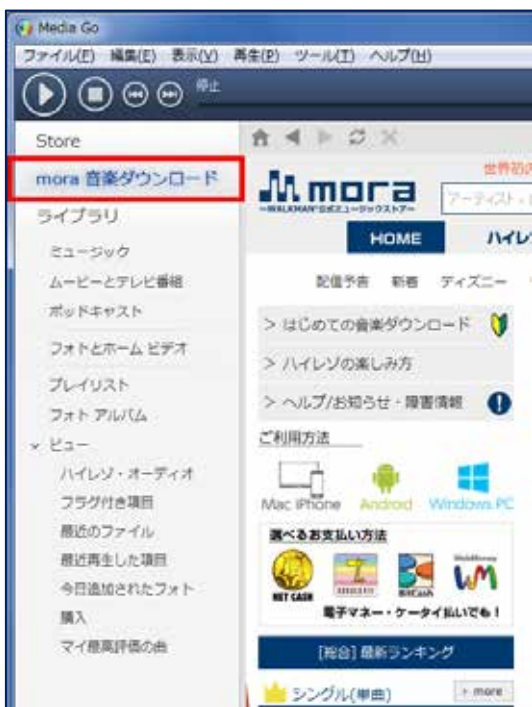 Media Go
ファイル(F) 編集(E) 表示(V) 再生(P) ツール(T) ヘルプ(H)
停止
Store
mora 音楽ダウンロード
ライブラリ
ミュージック
ムービーとテレビ番組
ポッドキャスト
フォトとホーム ビデオ
プレイリスト
フォト アルバム
ビュー
ハイレゾ・オーディオ
フラグ付き項目
最近のファイル
最近再生した項目
今日追加されたフォト
購入
マイ最高評価の曲
世界初の
mora
~WALKMAN®公式ミュージックストア~
アーティスト・
HOME ハイレ
配信予告 新着 ディズニー
> はじめての音楽ダウンロード
> ハイレゾの楽しみ方
> ヘルプ/お知らせ・障害情報
ご利用方法
Mac iPhone Android Windows PC
選べるお支払い方法
NET CASH
BitCash
WebMoney
電子マネー・ケータイ払いでも!
[総合] 最新ランキング
シングル(単曲)
+ more